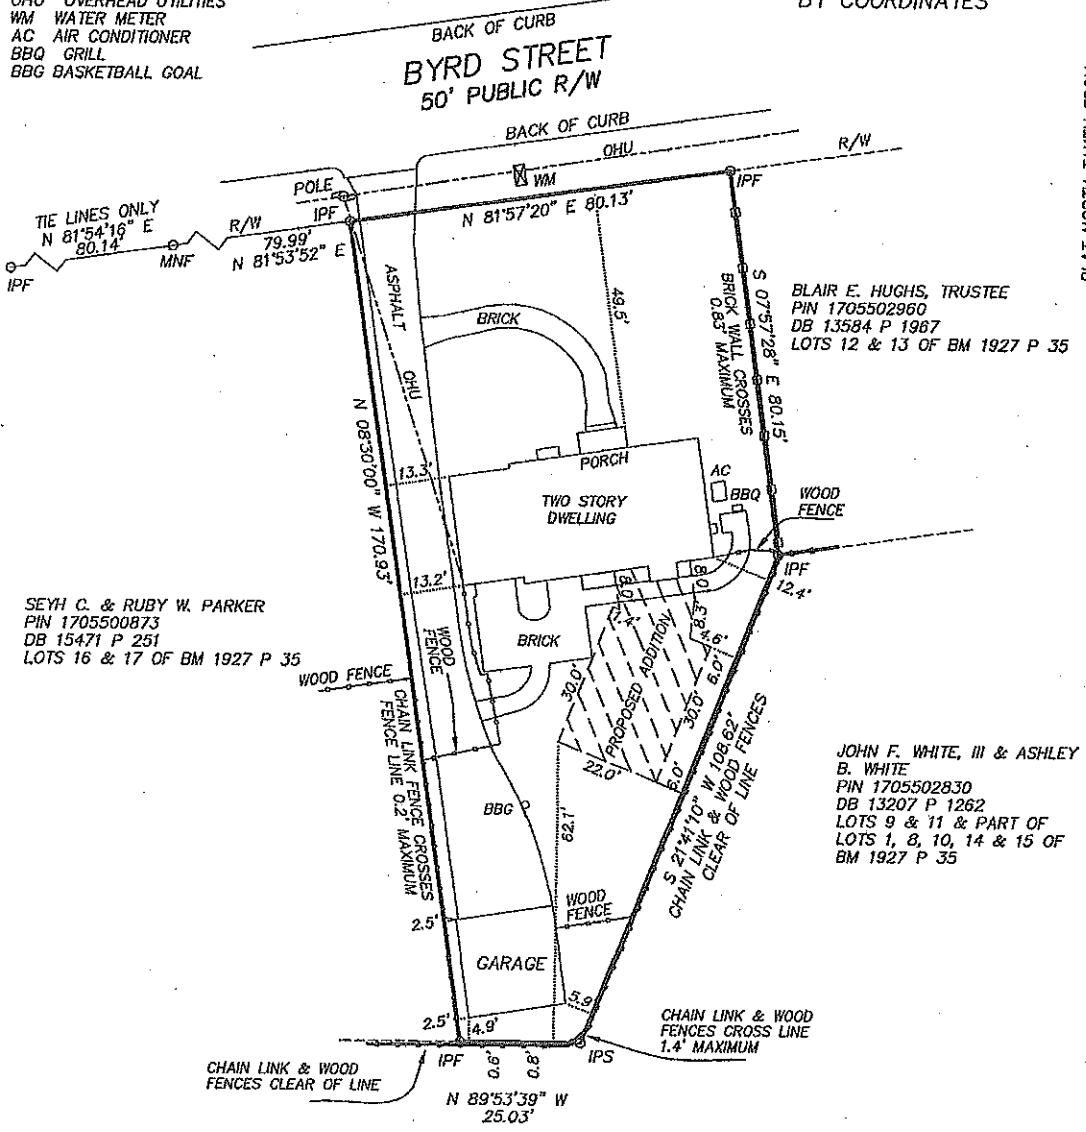 OHU OVERHEAD UTILITIES
WM WATER METER
AC AIR CONDITIONER
BBQ GRILL
BBG BASKETBALL GOAL
BY COORDINATES
BACK OF CURB
BYRD STREET
50' PUBLIC R/W
BACK OF CURB
OHU
R/W
WM
POLE
IPF
IPF
N 81°57'20" E 80.13'
TIE LINES ONLY
N 81°54'16" E
80.14'
R/W
79.99'
N 81°53'52" E
MNF
IPF
ASPHALT
OHU
BRICK
49.5'
S 07°57'28" E 80.15'
BRICK WALL CROSSES
0.83' MAXIMUM
BLAIR E. HUGHS, TRUSTEE
PIN 1705502960
DB 13584 P 1967
LOTS 12 & 13 OF BM 1927 P 35
N 08°30'00" W 170.93'
13.3'
PORCH
TWO STORY
DWELLING
AC
BBQ
WOOD
FENCE
IPF
13.2'
12.4'
8.0'
8.0'
7.4'
8.3'
4.6'
6.0'
SEYH C. & RUBY W. PARKER
PIN 1705500873
DB 15471 P 251
LOTS 16 & 17 OF BM 1927 P 35
WOOD
FENCE
BRICK
WOOD FENCE
PROPOSED ADDITION
30.0'
30.0'
22.0'
6.0'
CHAIN LINK FENCE CROSSES
FENCE LINE 0.2' MAXIMUM
S 21°41'10" W 108.62'
CHAIN LINK & WOOD FENCES
CLEAR OF LINE
JOHN F. WHITE, III & ASHLEY
B. WHITE
PIN 1705502830
DB 13207 P 1262
LOTS 9 & 11 & PART OF
LOTS 1, 8, 10, 14 & 15 OF
BM 1927 P 35
BBG
62.1'
WOOD
FENCE
2.5'
GARAGE
5.9'
2.5'
4.9'
IPF
0.6'
0.8'
IPS
CHAIN LINK & WOOD
FENCES CROSS LINE
1.4' MAXIMUM
CHAIN LINK & WOOD
FENCES CLEAR OF LINE
N 89°53'39" W
25.03'